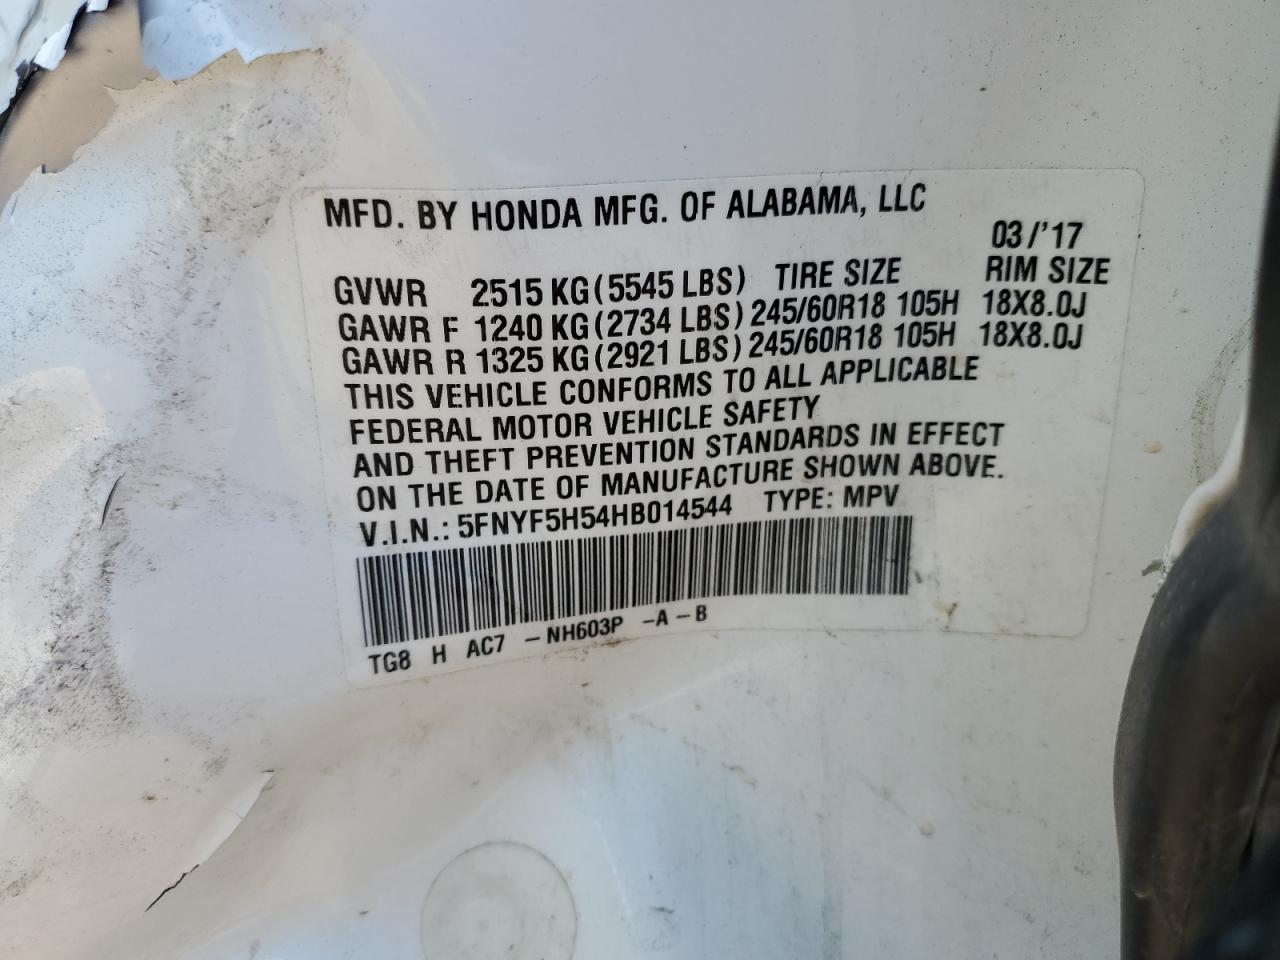 MFD. BY HONDA MFG. OF ALABAMA, LLC
03/'17
GVWR 2515 KG(5545 LBS) TIRE SIZE RIM SIZE
GAWR F 1240 KG(2734 LBS) 245/60R18 105H 18X8.0J
GAWR R 1325 KG(2921 LBS) 245/60R18 105H 18X8.0J
THIS VEHICLE CONFORMS TO ALL APPLICABLE
FEDERAL MOTOR VEHICLE SAFETY
AND THEFT PREVENTION STANDARDS IN EFFECT
ON THE DATE OF MANUFACTURE SHOWN ABOVE.
V.I.N.: 5FNYF5H54HB014544 TYPE: MPV
TG8 H AC7 -NH603P -A-B